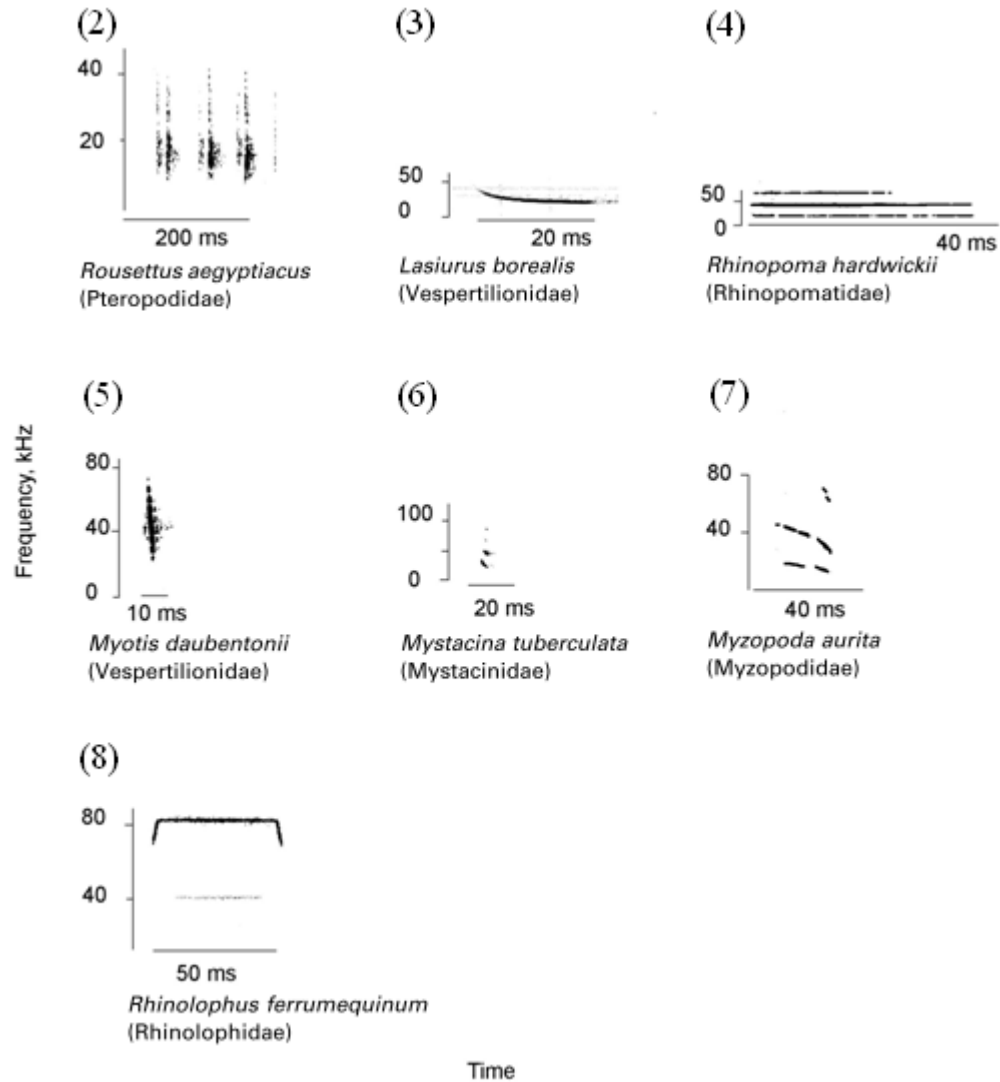 (2)
40
20
200 ms
Rousettus aegyptiacus
(Pteropodidae)
(3)
50
0
20 ms
Lasiurus borealis
(Vespertilionidae)
(4)
50
0
40 ms
Rhinopoma hardwickii
(Rhinopomatidae)
Frequency, kHz
(5)
80
40
0
10 ms
Myotis daubentonii
(Vespertilionidae)
(6)
100
0
20 ms
Mystacina tuberculata
(Mystacinidae)
(7)
80
40
40 ms
Myzopoda aurita
(Myzopodidae)
(8)
80
40
50 ms
Rhinolophus ferrumequinum
(Rhinolophidae)
Time